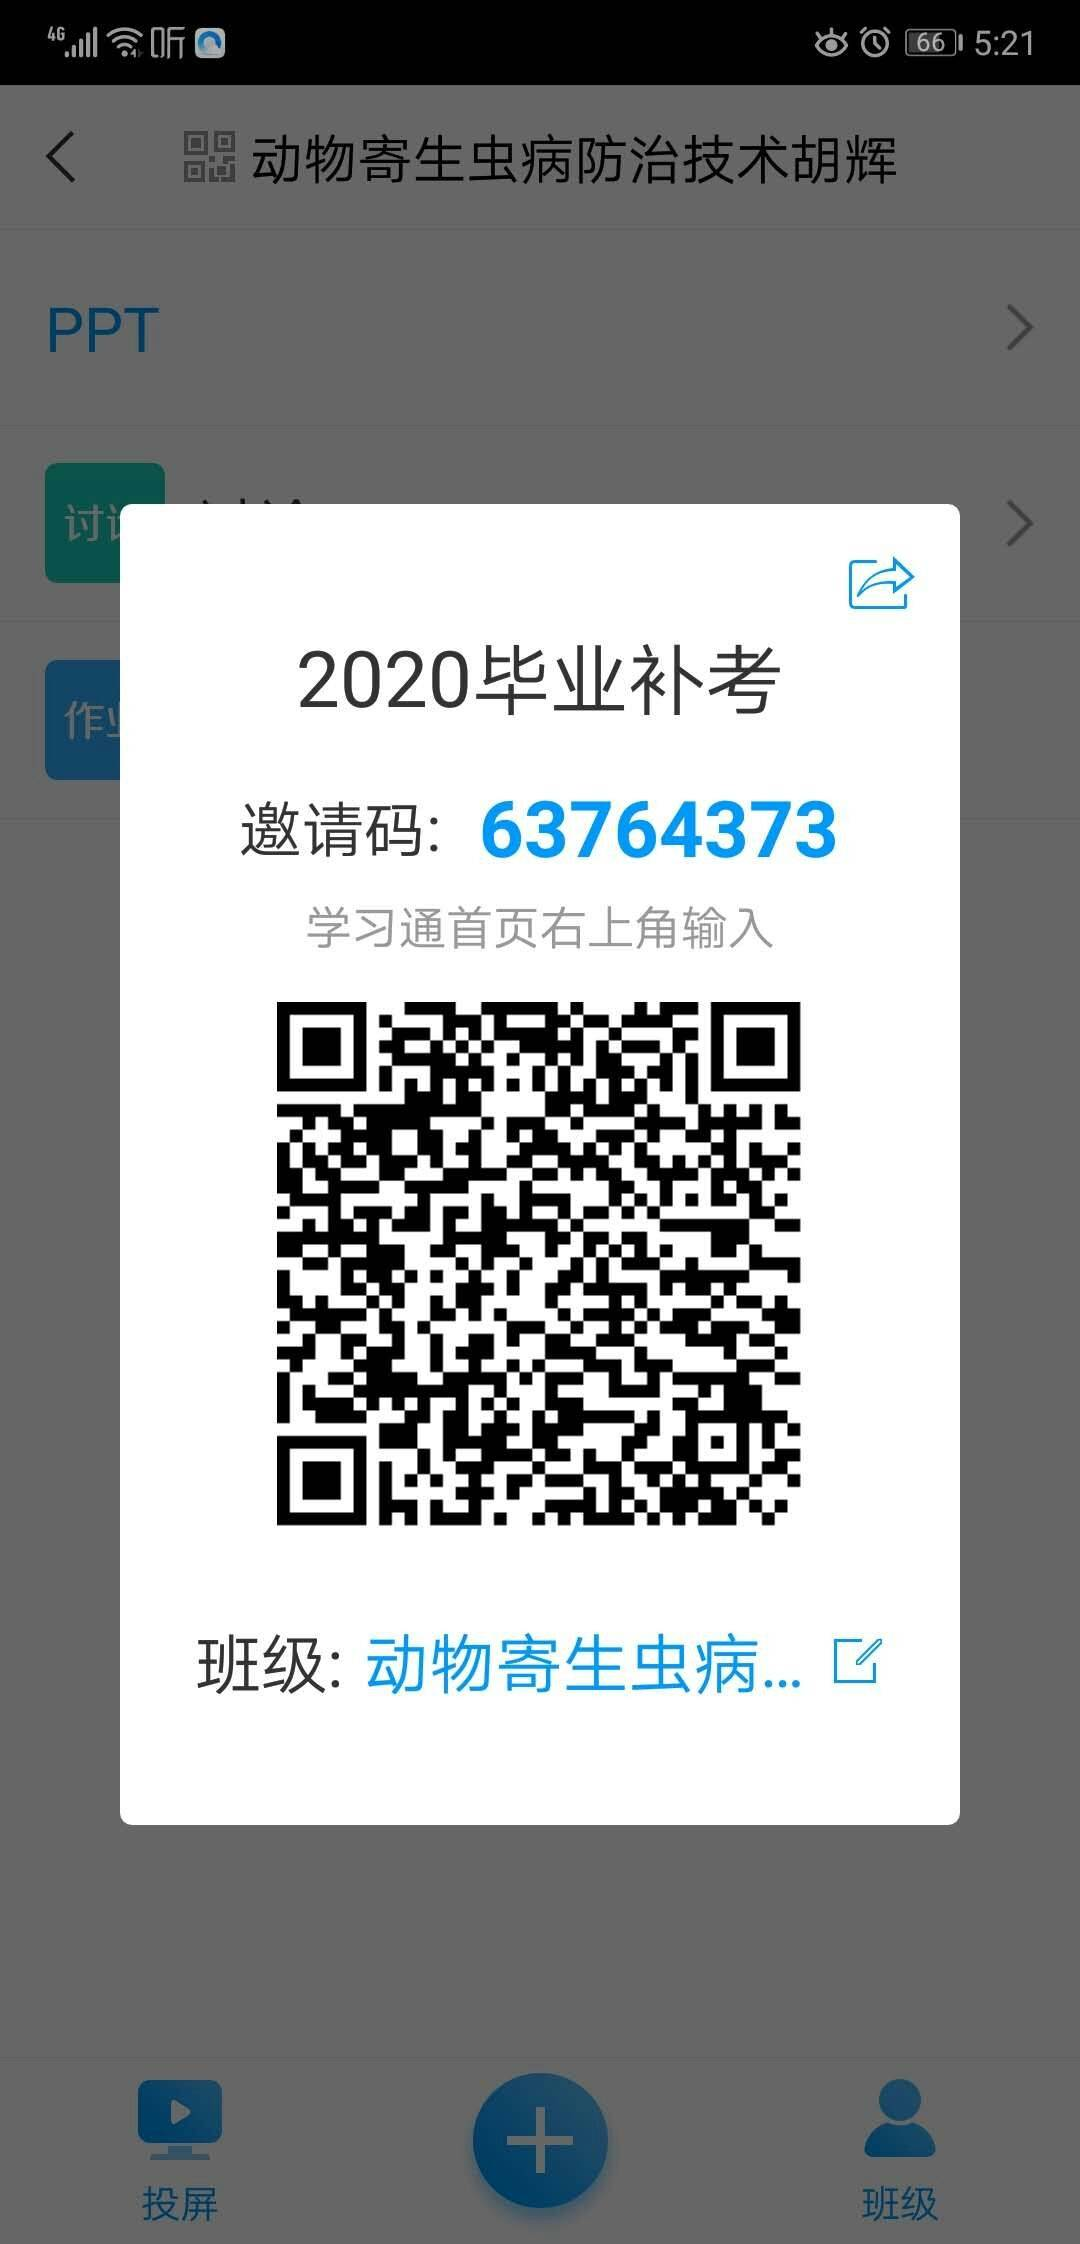 4G 听 66 5:21
动物寄生虫病防治技术胡辉
PPT
讨
作
2020毕业补考
邀请码: 63764373
学习通首页右上角输入
班级: 动物寄生虫病...
投屏
班级